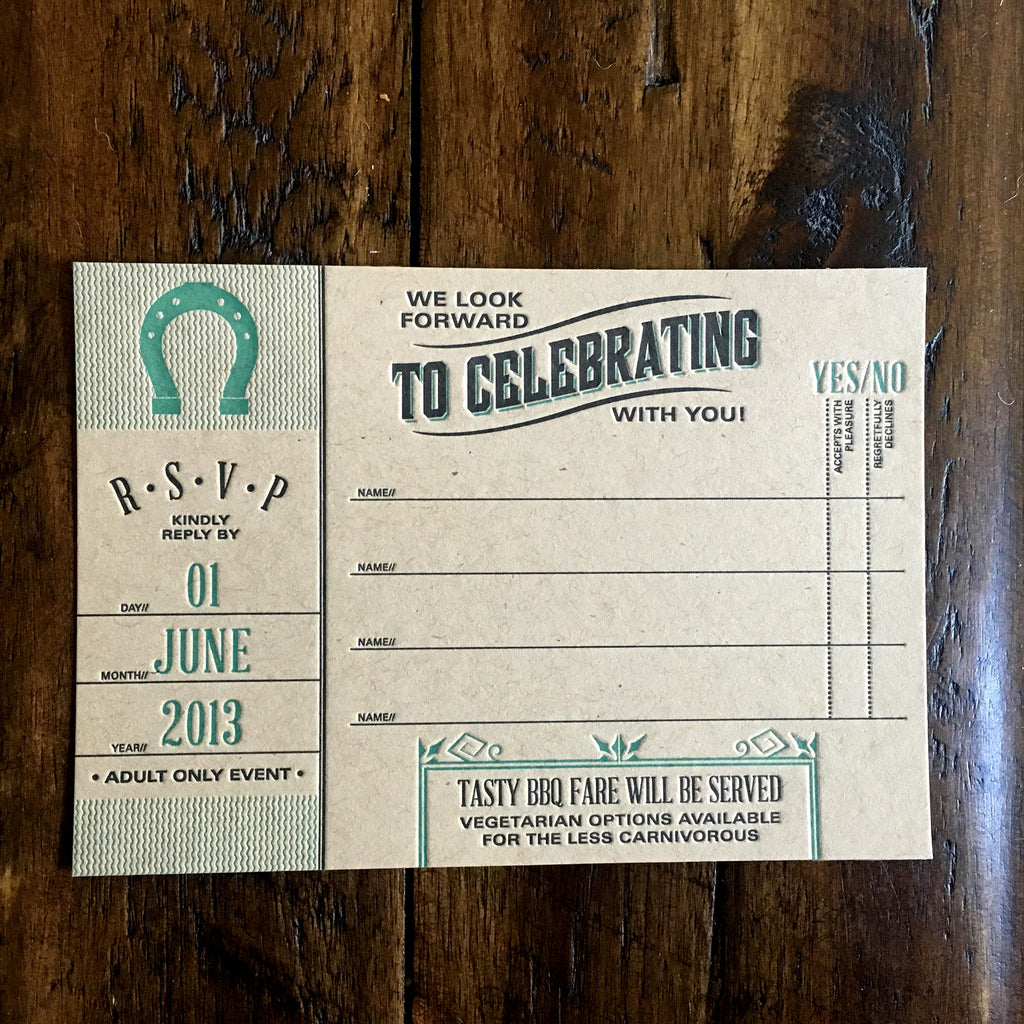 R·S·V·P
KINDLY
REPLY BY
DAY// 01
MONTH// JUNE
YEAR// 2013
• ADULT ONLY EVENT •
WE LOOK
FORWARD
TO CELEBRATING
WITH YOU!
YES/NO
ACCEPTS WITH
PLEASURE
REGRETFULLY
DECLINES
NAME//
NAME//
NAME//
NAME//
TASTY BBQ FARE WILL BE SERVED
VEGETARIAN OPTIONS AVAILABLE
FOR THE LESS CARNIVOROUS